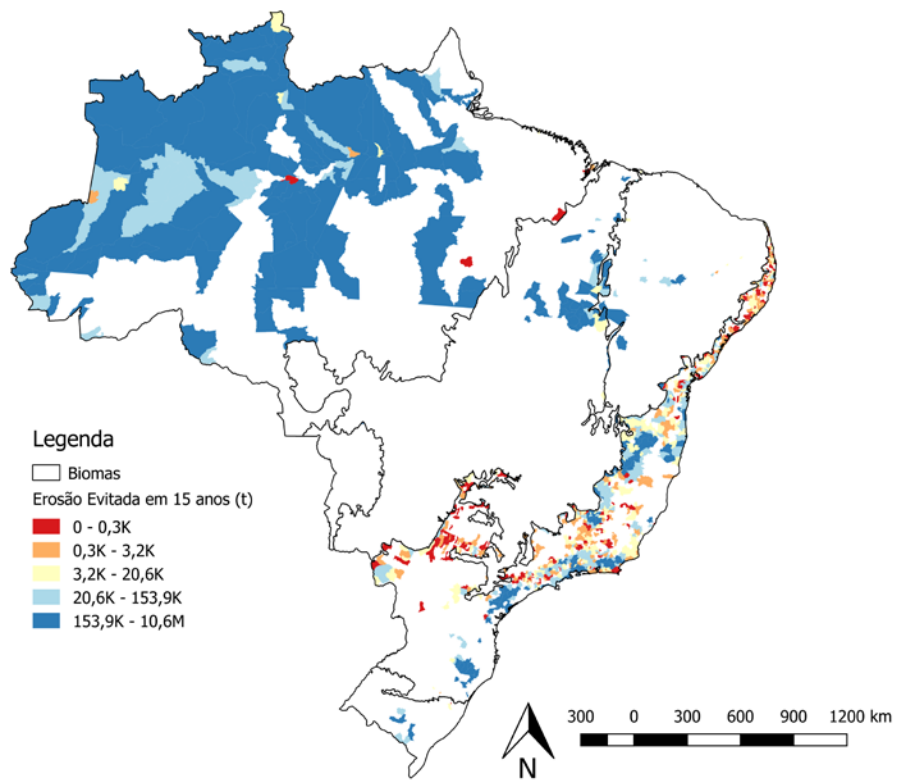 Legenda
Biomas
Erosão Evitada em 15 anos (t)
0 - 0,3K
0,3K - 3,2K
3,2K - 20,6K
20,6K - 153,9K
153,9K - 10,6M
300 0 300 600 900 1200 km
N